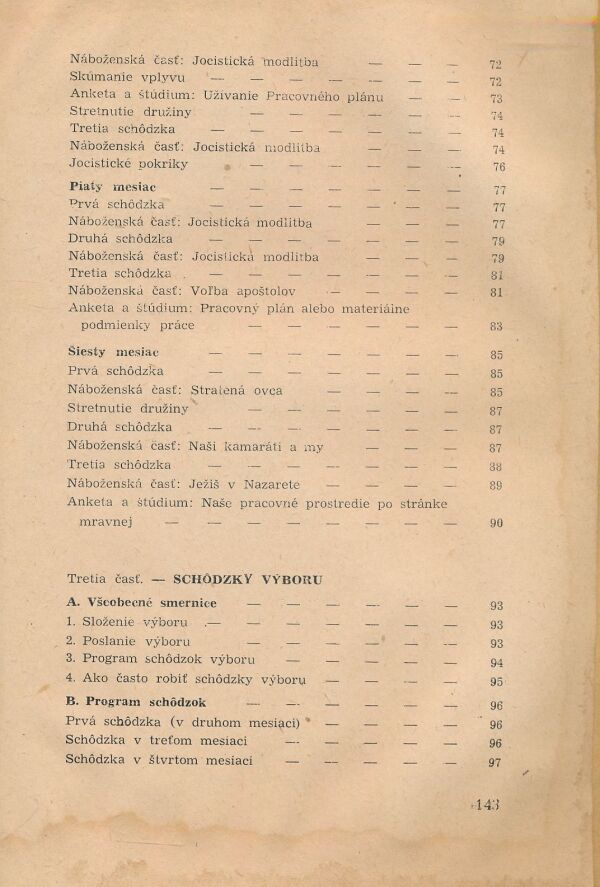 Náboženská časť: Jocistická modlitba — — — 72
Skúmanie vplyvu — — — — — — — 72
Anketa a štúdium: Užívanie Pracovného plánu — — 73
Stretnutie družiny — — — — — — 74
Tretia schôdzka — — — — — — — 74
Náboženská časť: Jocistická modlitba — — — 74
Jocistické pokriky — — — — — — 76
Piaty mesiac — — — — — — — 77
Prvá schôdzka — — — — — — — 77
Náboženská časť: Jocistická modlitba — — — 77
Druhá schôdzka — — — — — — — 79
Náboženská časť: Jocistická modlitba — — — 79
Tretia schôdzka — — — — — — — 81
Náboženská časť: Voľba apoštolov — — — 81
Anketa a štúdium: Pracovný plán alebo materiálne
podmienky práce — — — — — — 83
Šiesty mesiac — — — — — — — 85
Prvá schôdzka — — — — — — — 85
Náboženská časť: Stratená ovca — — — — 85
Stretnutie družiny — — — — — — 87
Druhá schôdzka — — — — — — — 87
Náboženská časť: Naši kamaráti a my — — — 87
Tretia schôdzka — — — — — — — 88
Náboženská časť: Ježiš v Nazarete — — — — 89
Anketa a štúdium: Naše pracovné prostredie po stránke
mravnej — — — — — — — — 90
Tretia časť. — SCHÔDZKY VÝBORU
A. Všeobecné smernice — — — — — — 93
1. Složenie výboru — — — — — — — 93
2. Poslanie výboru — — — — — — 93
3. Program schôdzok výboru — — — — — 94
4. Ako často robiť schôdzky výboru — — — — 95
B. Program schôdzok — — — — — — 96
Prvá schôdzka (v druhom mesiaci) — — — — 96
Schôdzka v treťom mesiaci — — — — — 96
Schôdzka v štvrtom mesiaci — — — — — 97
143